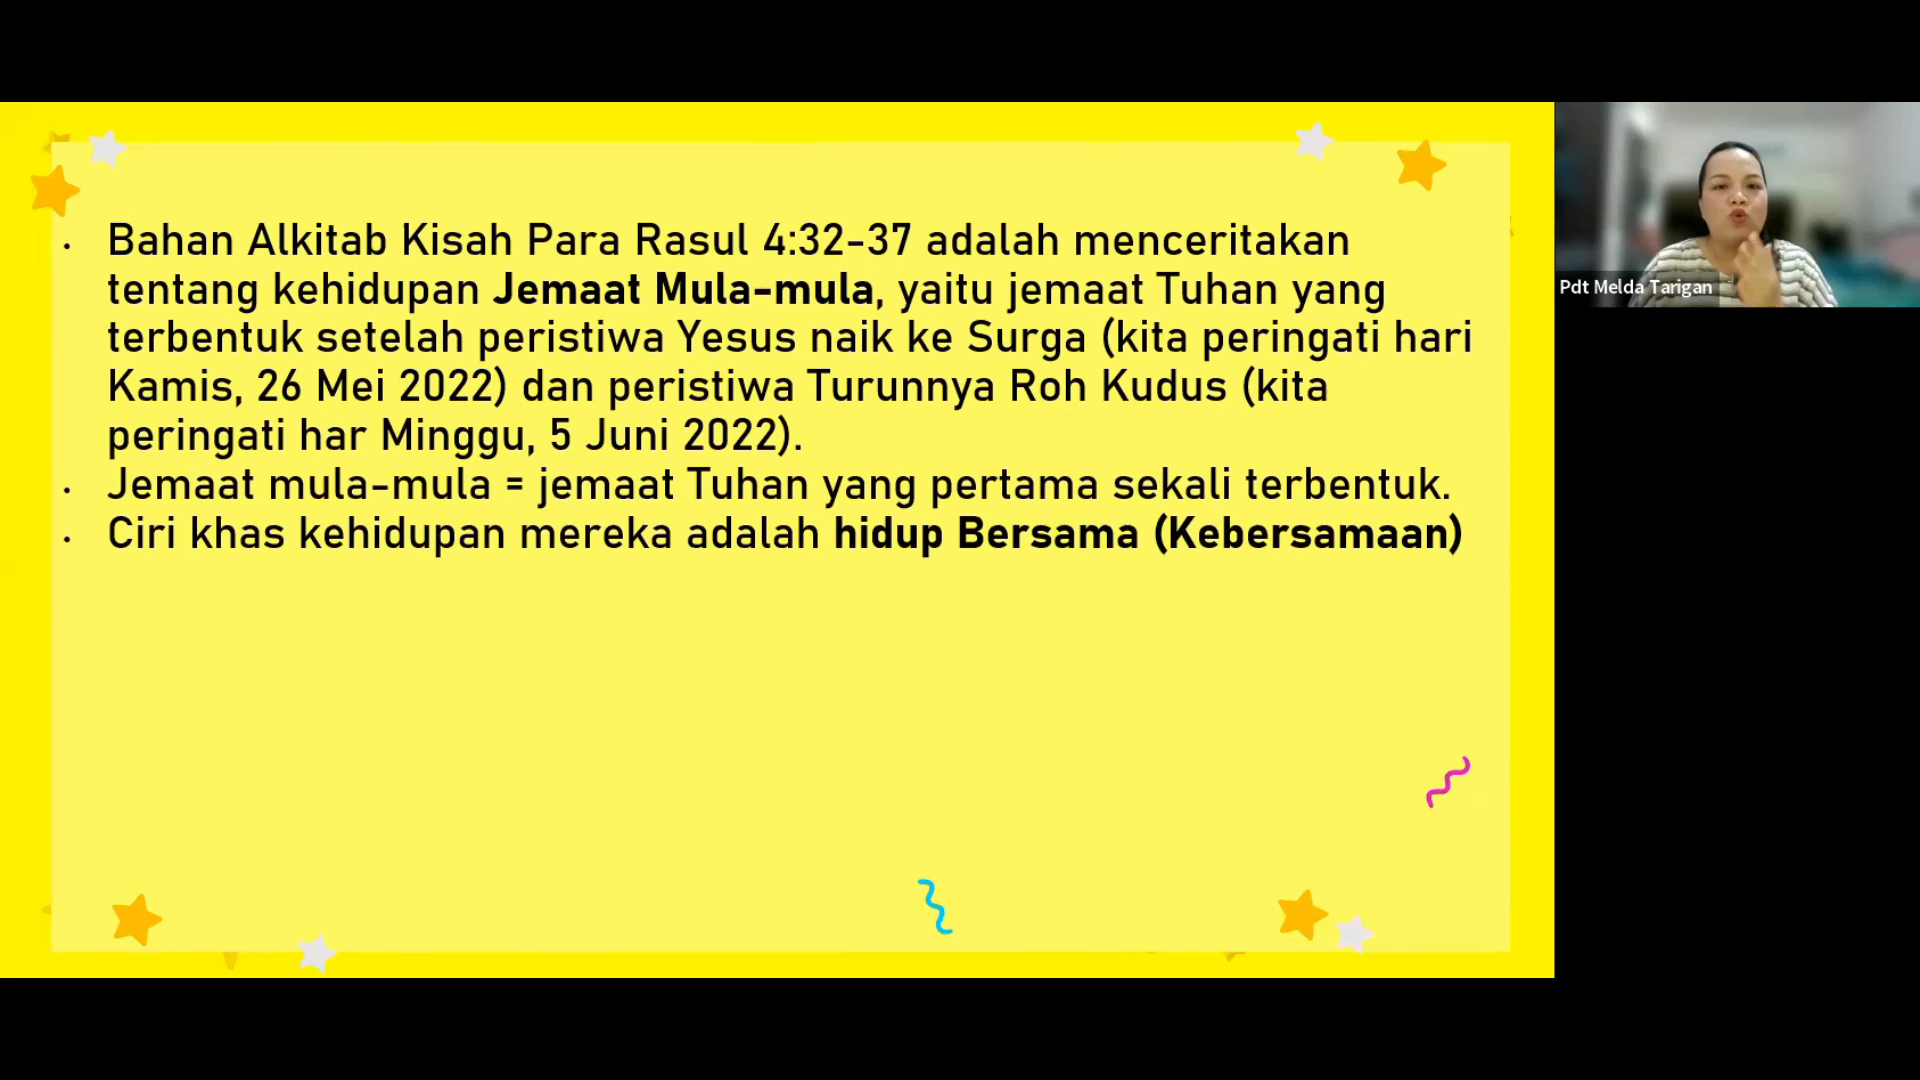 • Bahan Alkitab Kisah Para Rasul 4:32-37 adalah menceritakan
tentang kehidupan Jemaat Mula-mula, yaitu jemaat Tuhan yang
terbentuk setelah peristiwa Yesus naik ke Surga (kita peringati hari
Kamis, 26 Mei 2022) dan peristiwa Turunnya Roh Kudus (kita
peringati har Minggu, 5 Juni 2022).
• Jemaat mula-mula = jemaat Tuhan yang pertama sekali terbentuk.
• Ciri khas kehidupan mereka adalah hidup Bersama (Kebersamaan)
Pdt Melda Tarigan